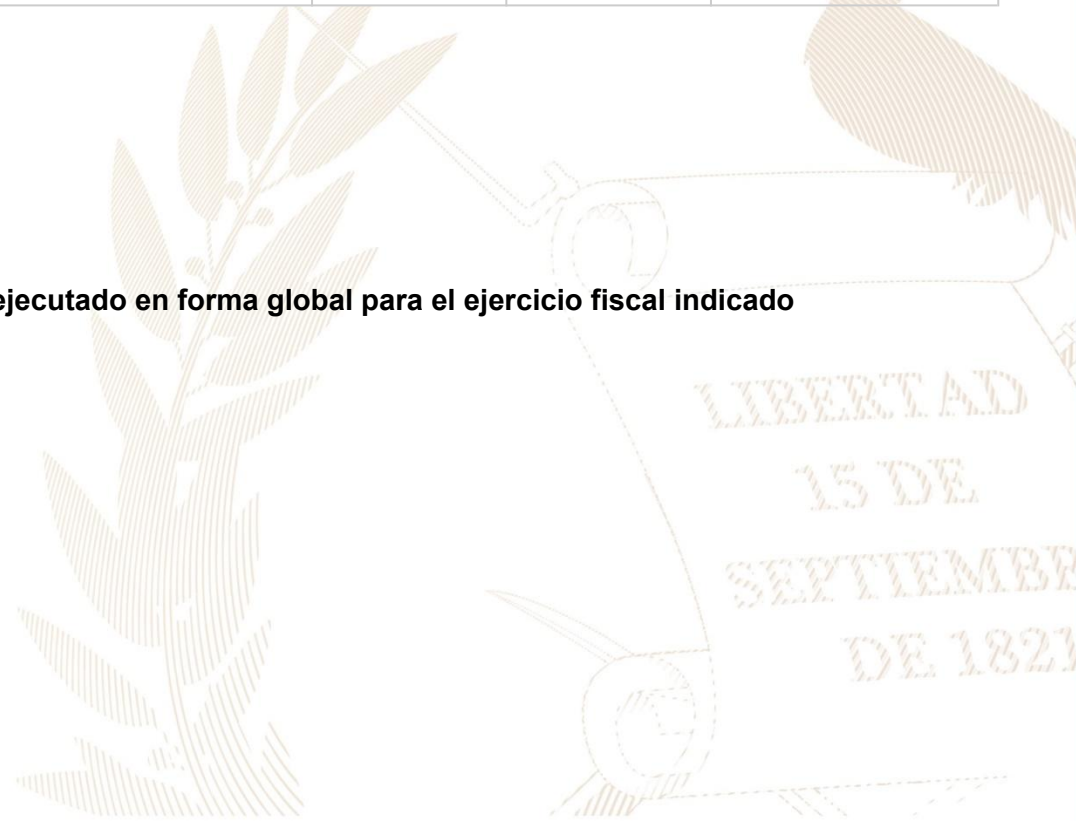 ejecutado en forma global para el ejercicio fiscal indicado
LIBERTAD
15 DE
SEPTIEMBRE
DE 1821